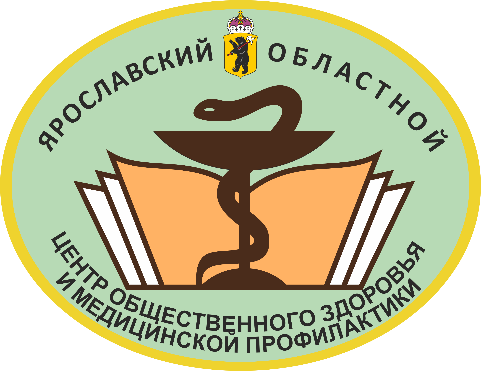 ЯРОСЛАВСКИЙ ОБЛАСТНОЙ
ЦЕНТР ОБЩЕСТВЕННОГО ЗДОРОВЬЯ
И МЕДИЦИНСКОЙ ПРОФИЛАКТИКИ